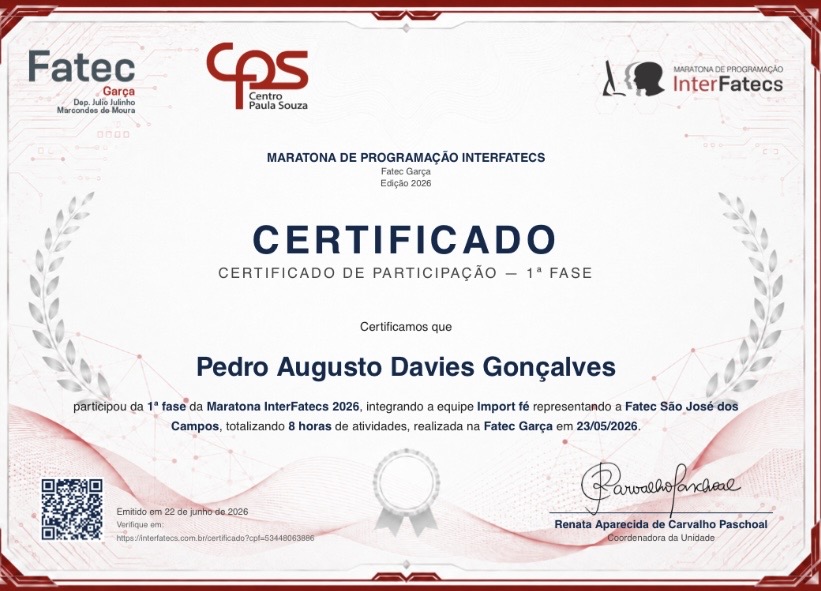 Fatec
Garça
Dep. Júlio Julinho
Marcondes de Moura
cps
Centro
Paula Souza
MARATONA DE PROGRAMAÇÃO
InterFatecs
MARATONA DE PROGRAMAÇÃO INTERFATECS
Fatec Garça
Edição 2026
CERTIFICADO
CERTIFICADO DE PARTICIPAÇÃO — 1ª FASE
Certificamos que
Pedro Augusto Davies Gonçalves
participou da 1ª fase da Maratona InterFatecs 2026, integrando a equipe Import fé representando a Fatec São José dos
Campos, totalizando 8 horas de atividades, realizada na Fatec Garça em 23/05/2026.
Emitido em 22 de junho de 2026
Verifique em:
https://interfatecs.com.br/certificado?cpf=53448063886
RCarvalhoPaschoal
Renata Aparecida de Carvalho Paschoal
Coordenadora da Unidade